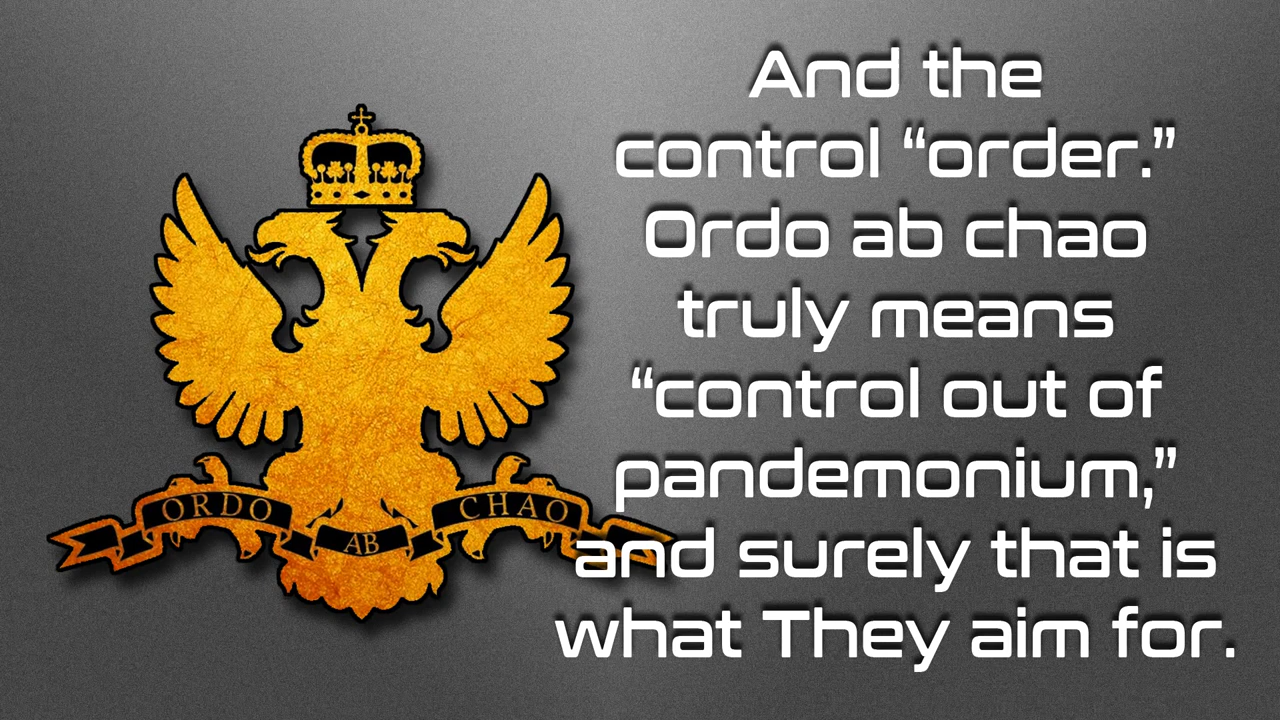 And the
control “order.”
Ordo ab chao
truly means
“control out of
pandemonium,”
and surely that is
what They aim for.
ORDO
AB
CHAO